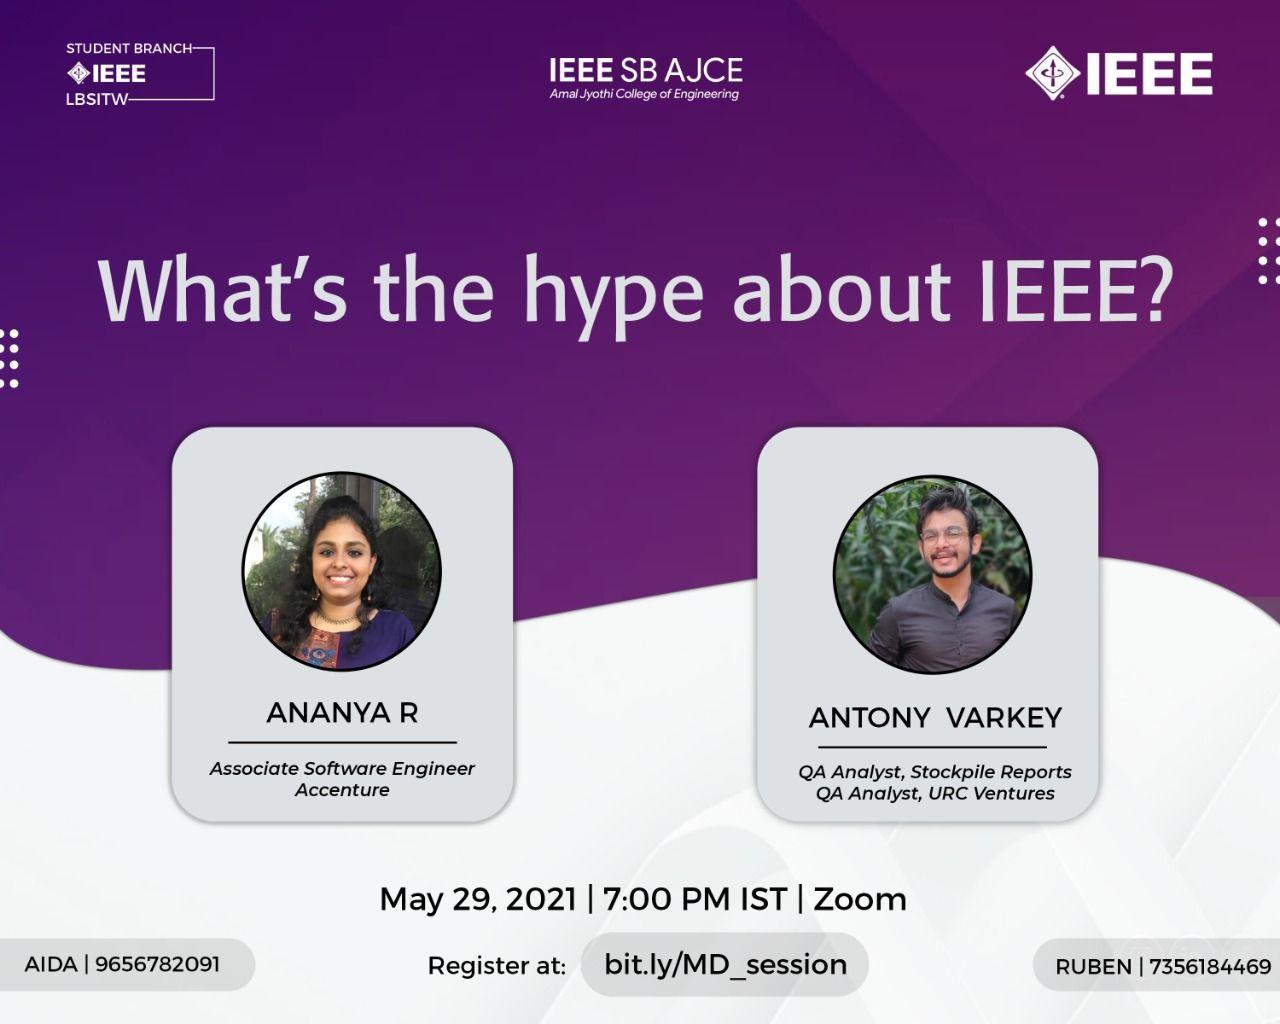 STUDENT BRANCH
IEEE
LBSITW
IEEE SB AJCE
Amal Jyothi College of Engineering
IEEE
What's the hype about IEEE?
ANANYA R
Associate Software Engineer
Accenture
ANTONY VARKEY
QA Analyst, Stockpile Reports
QA Analyst, URC Ventures
May 29, 2021 | 7:00 PM IST | Zoom
AIDA | 9656782091
Register at: bit.ly/MD_session
RUBEN | 7356184469